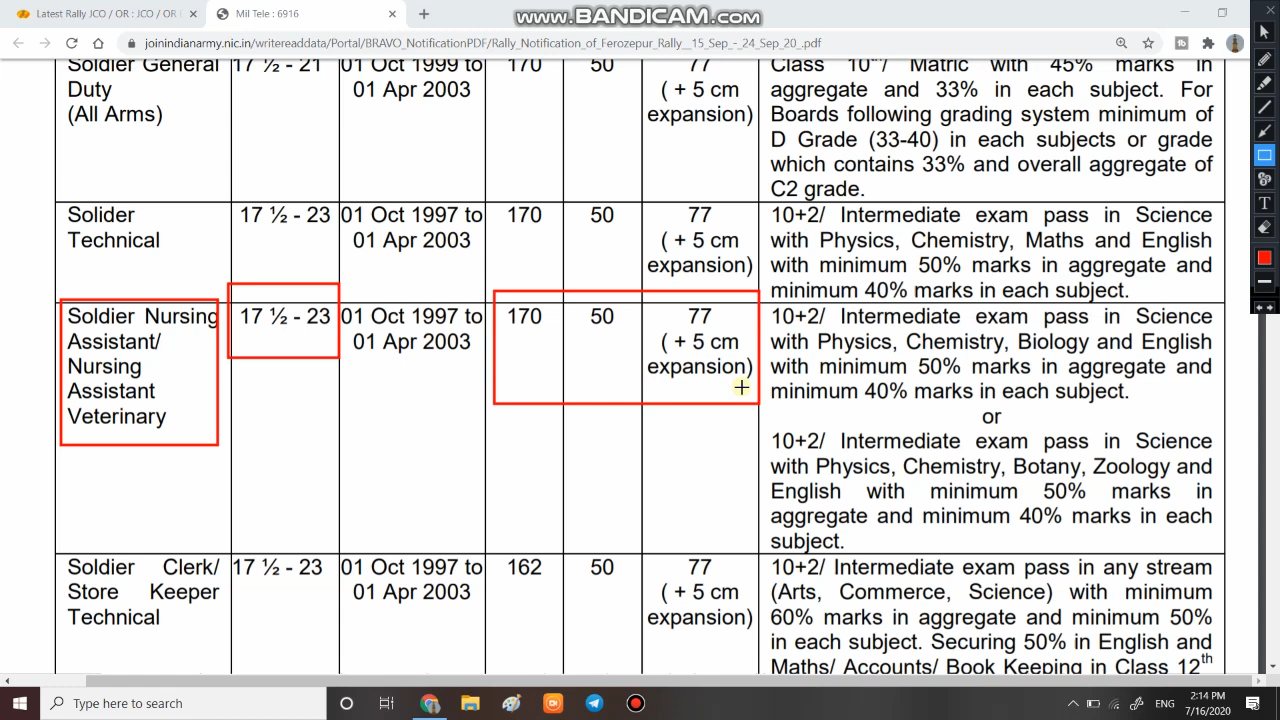 Latest Rally JCO / OR : JCO / OR
Mil Tele : 6916
www.BANDICAM.com
joinindianarmy.nic.in/writereaddata/Portal/BRAVO_NotificationPDF/Rally_Notification_of_Ferozepur_Rally__15_Sep_-_24_Sep_20_.pdf
Soldier General
Duty
(All Arms)
17 ½ - 21
01 Oct 1999 to
01 Apr 2003
170
50
77
( + 5 cm
expansion)
Class 10th/ Matric with 45% marks in
aggregate and 33% in each subject. For
Boards following grading system minimum of
D Grade (33-40) in each subjects or grade
which contains 33% and overall aggregate of
C2 grade.
Solider
Technical
17 ½ - 23
01 Oct 1997 to
01 Apr 2003
170
50
77
( + 5 cm
expansion)
10+2/ Intermediate exam pass in Science
with Physics, Chemistry, Maths and English
with minimum 50% marks in aggregate and
minimum 40% marks in each subject.
Soldier Nursing
Assistant/
Nursing
Assistant
Veterinary
17 ½ - 23
01 Oct 1997 to
01 Apr 2003
170
50
77
( + 5 cm
expansion)
10+2/ Intermediate exam pass in Science
with Physics, Chemistry, Biology and English
with minimum 50% marks in aggregate and
minimum 40% marks in each subject.
or
10+2/ Intermediate exam pass in Science
with Physics, Chemistry, Botany, Zoology and
English with minimum 50% marks in
aggregate and minimum 40% marks in each
subject.
Soldier Clerk/
Store Keeper
Technical
17 ½ - 23
01 Oct 1997 to
01 Apr 2003
162
50
77
( + 5 cm
expansion)
10+2/ Intermediate exam pass in any stream
(Arts, Commerce, Science) with minimum
60% marks in aggregate and minimum 50%
in each subject. Securing 50% in English and
Maths/ Accounts/ Book Keeping in Class 12th
Type here to search
ENG
2:14 PM
7/16/2020